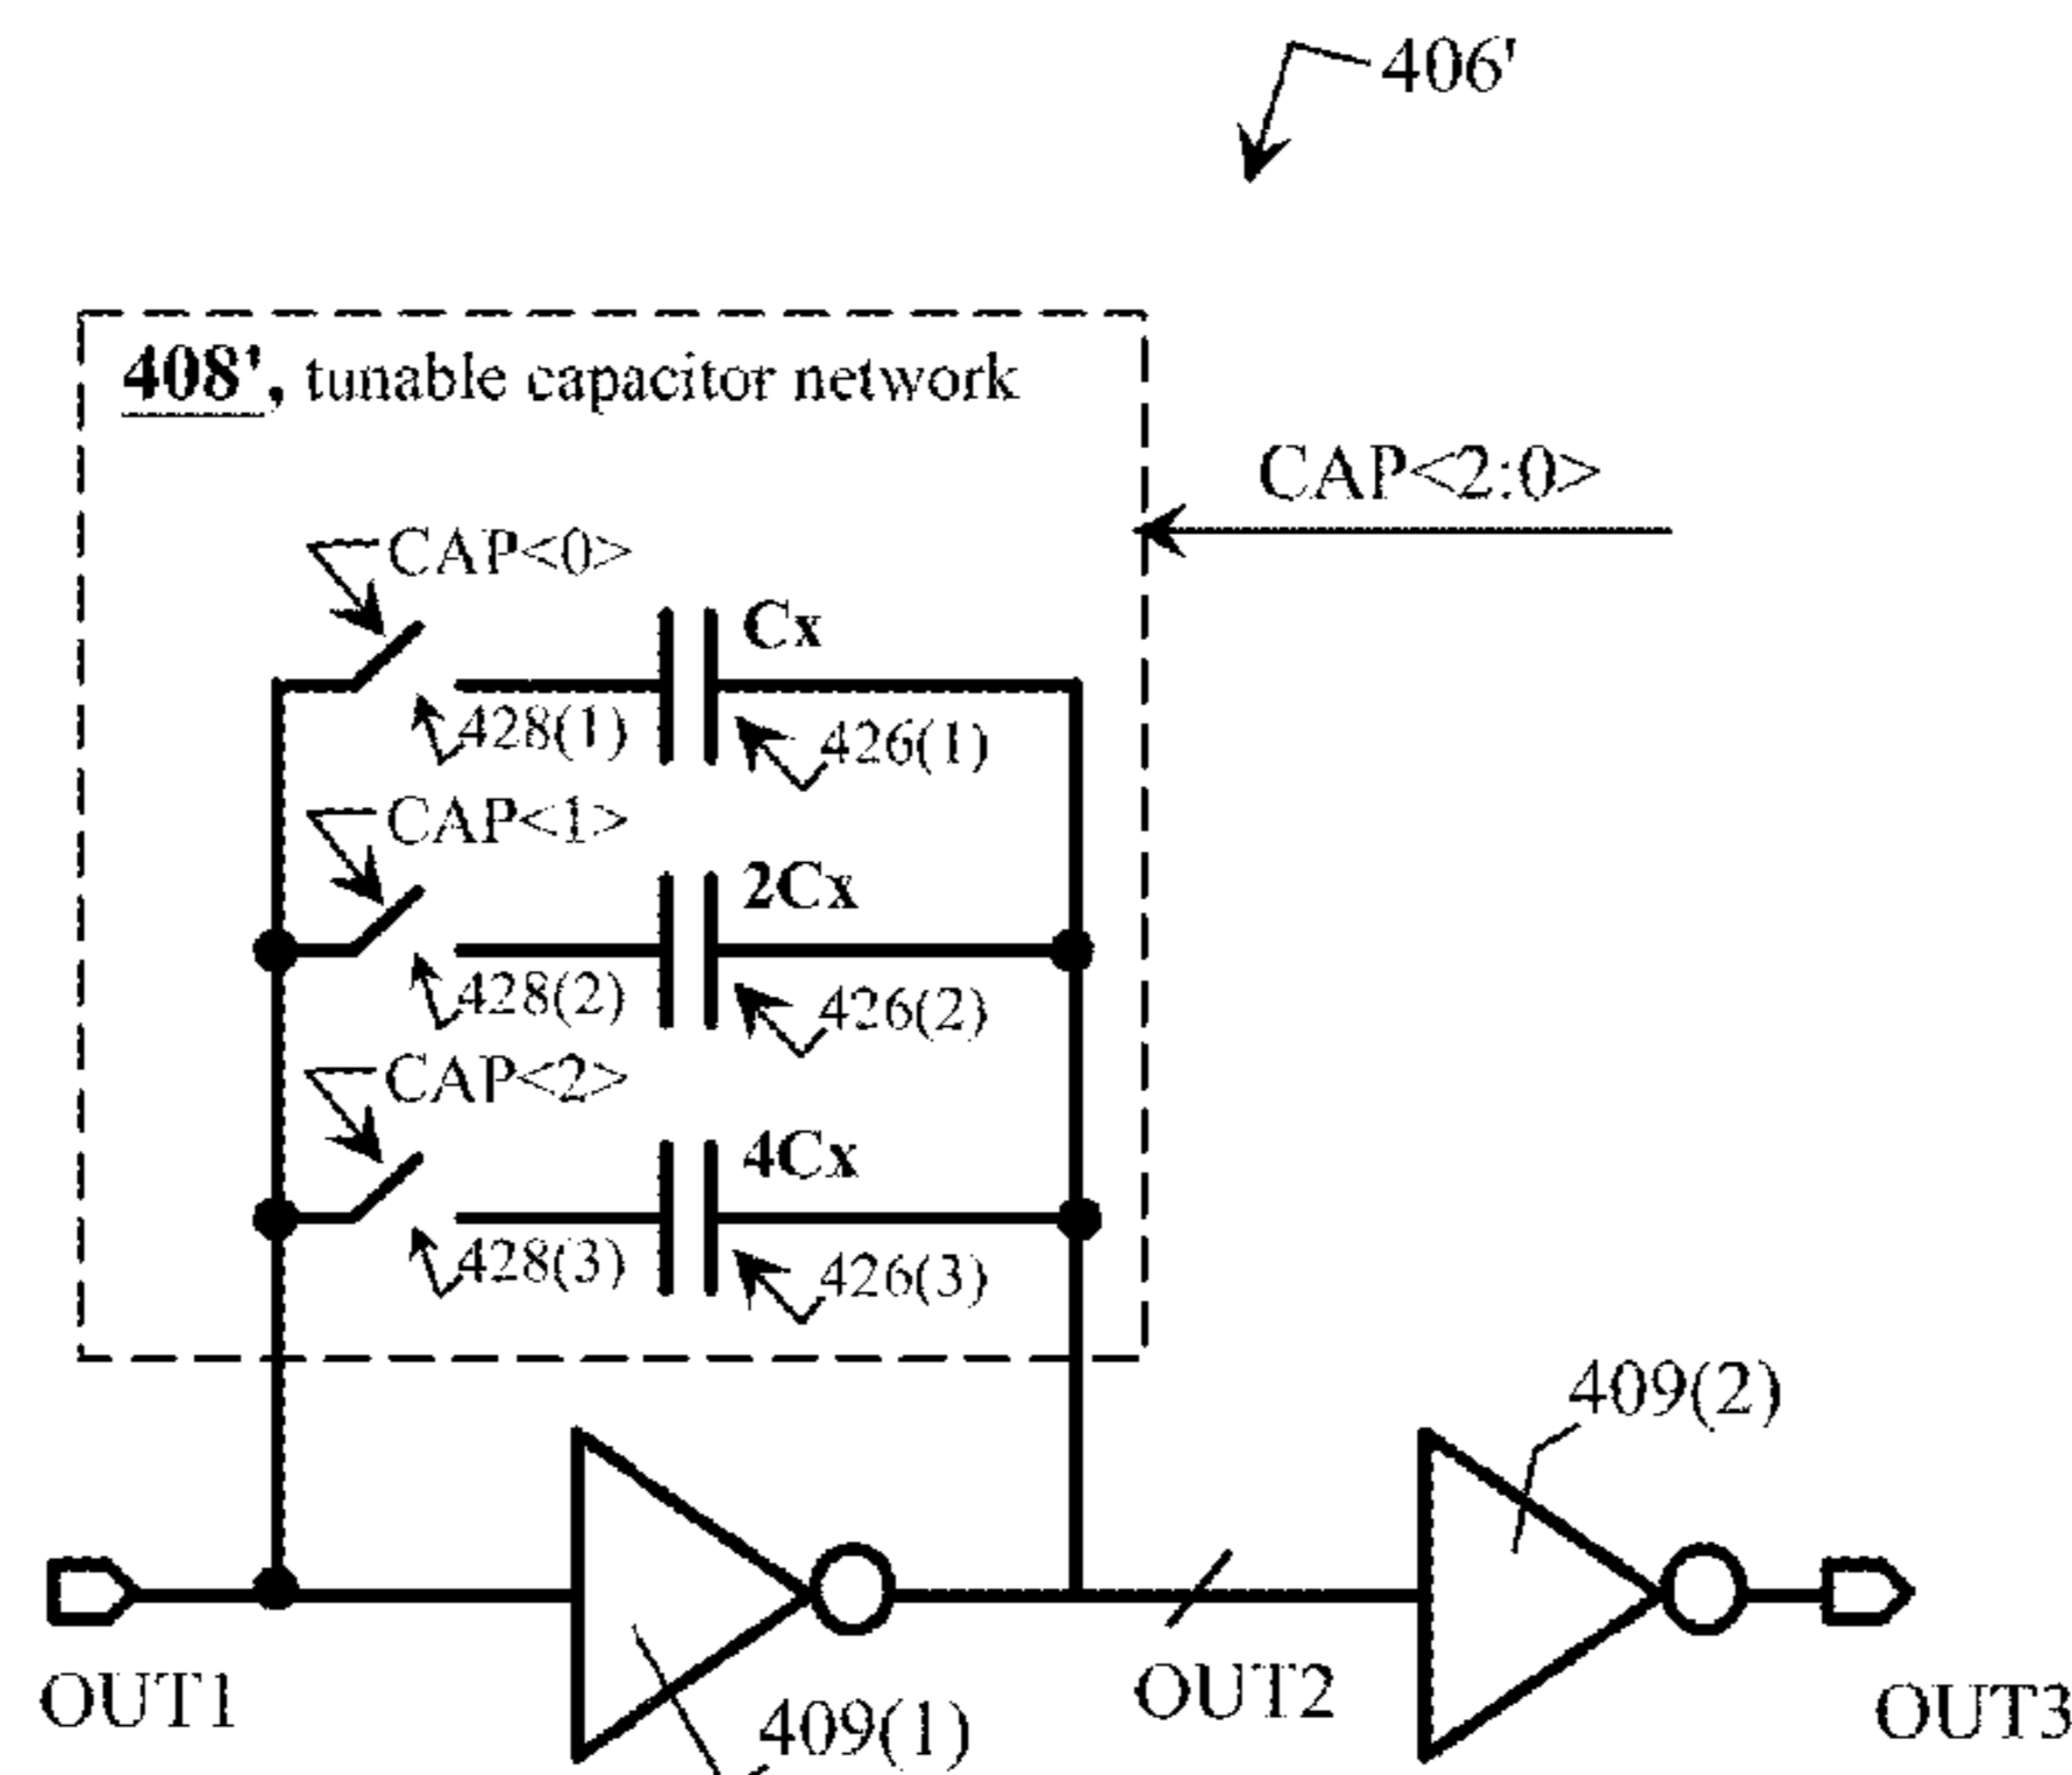 406'
408', tunable capacitor network
CAP<2:0>
CAP<0>
Cx
428(1)
426(1)
CAP<1>
2Cx
428(2)
426(2)
CAP<2>
4Cx
428(3)
426(3)
409(2)
OUT1
409(1)
OUT2
OUT3